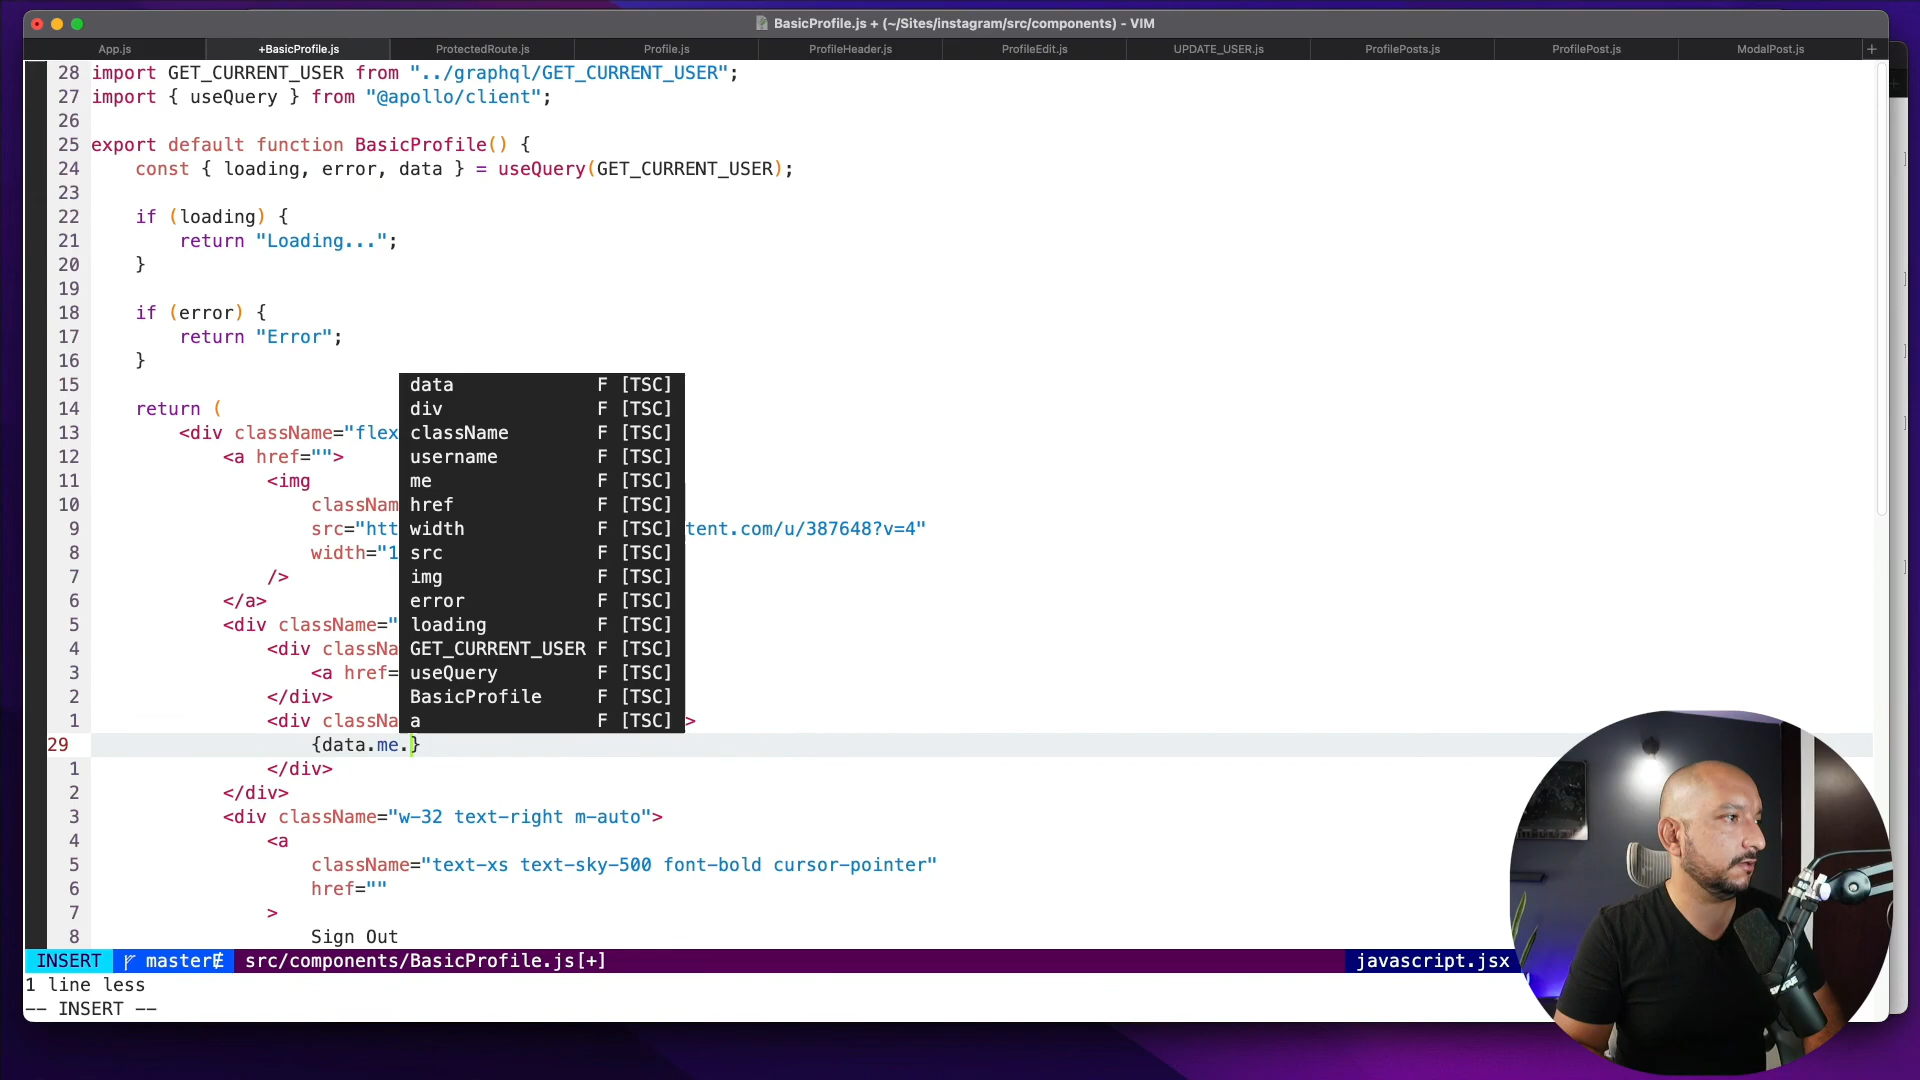 BasicProfile.js + (~/Sites/instagram/src/components) - VIM
App.js +BasicProfile.js ProtectedRoute.js Profile.js ProfileHeader.js ProfileEdit.js UPDATE_USER.js ProfilePosts.js ProfilePost.js ModalPost.js +
28 import GET_CURRENT_USER from "../graphql/GET_CURRENT_USER";
27 import { useQuery } from "@apollo/client";
26
25 export default function BasicProfile() {
24 const { loading, error, data } = useQuery(GET_CURRENT_USER);
23
22 if (loading) {
21 return "Loading...";
20 }
19
18 if (error) {
17 return "Error";
16 }
15 data F [TSC]
14 return ( div F [TSC]
13 <div className="flex className F [TSC]
12 <a href=""> username F [TSC]
11 <img me F [TSC]
10 classNam href F [TSC]
9 src="htt width F [TSC] tent.com/u/387648?v=4"
8 width="1 src F [TSC]
7 /> img F [TSC]
6 </a> error F [TSC]
5 <div className=" loading F [TSC]
4 <div classNa GET_CURRENT_USER F [TSC]
3 <a href= useQuery F [TSC]
2 </div> BasicProfile F [TSC]
1 <div classNa a F [TSC] >
29 {data.me.}
1 </div>
2 </div>
3 <div className="w-32 text-right m-auto">
4 <a
5 className="text-xs text-sky-500 font-bold cursor-pointer"
6 href=""
7 >
8 Sign Out
INSERT master src/components/BasicProfile.js[+] javascript.jsx
1 line less
-- INSERT --